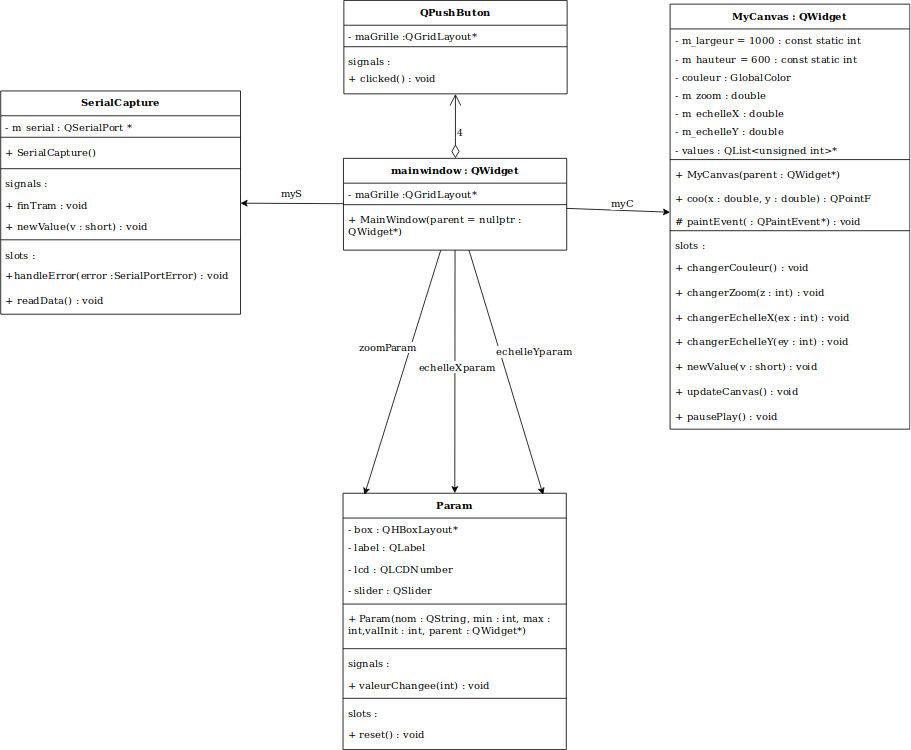 QPushButon
- maGrille :QGridLayout*
signals :
+ clicked() : void
MyCanvas : QWidget
- m_largeur = 1000 : const static int
- m_hauteur = 600 : const static int
- couleur : GlobalColor
- m_zoom : double
- m_echelleX : double
- m_echelleY : double
- values : QList<unsigned int>*
+ MyCanvas(parent : QWidget*)
+ coo(x : double, y : double) : QPointF
# paintEvent( : QPaintEvent*) : void
slots :
+ changerCouleur() : void
+ changerZoom(z : int) : void
+ changerEchelleX(ex : int) : void
+ changerEchelleY(ey : int) : void
+ newValue(v : short) : void
+ updateCanvas() : void
+ pausePlay() : void
SerialCapture
- m_serial : QSerialPort *
+ SerialCapture()
signals :
+ finTram : void
+ newValue(v : short) : void
slots :
+handleError(error :SerialPortError) : void
+ readData() : void
4
mainwindow : QWidget
- maGrille :QGridLayout*
+ MainWindow(parent = nullptr :
QWidget*)
myS
myC
zoomParam
echelleXparam
echelleYparam
Param
- box : QHBoxLayout*
- label : QLabel
- lcd : QLCDNumber
- slider : QSlider
+ Param(nom : QString, min : int, max :
int,valInit : int, parent : QWidget*)
signals :
+ valeurChangee(int) : void
slots :
+ reset() : void